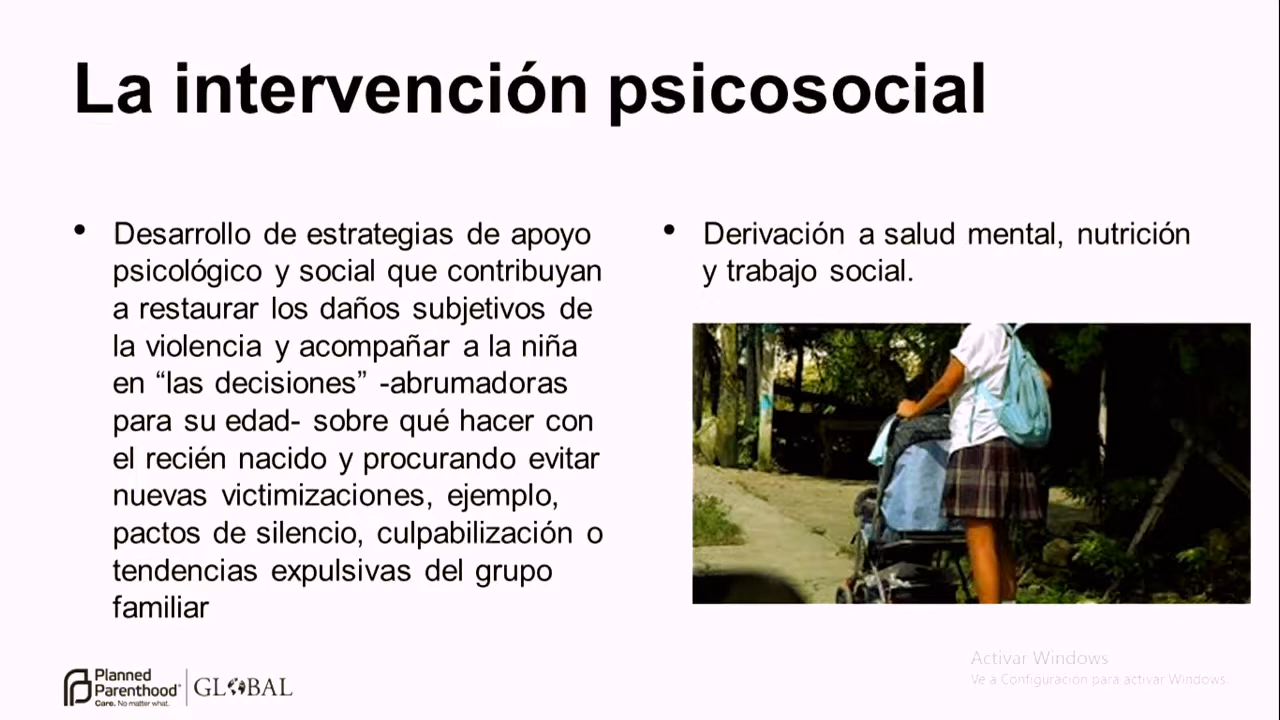 La intervención psicosocial
• Desarrollo de estrategias de apoyo
psicológico y social que contribuyan
a restaurar los daños subjetivos de
la violencia y acompañar a la niña
en “las decisiones” -abrumadoras
para su edad- sobre qué hacer con
el recién nacido y procurando evitar
nuevas victimizaciones, ejemplo,
pactos de silencio, culpabilización o
tendencias expulsivas del grupo
familiar
• Derivación a salud mental, nutrición
y trabajo social.
Planned
Parenthood
Care. No matter what.
GLOBAL
Activar Windows
Ve a Configuración para activar Windows.